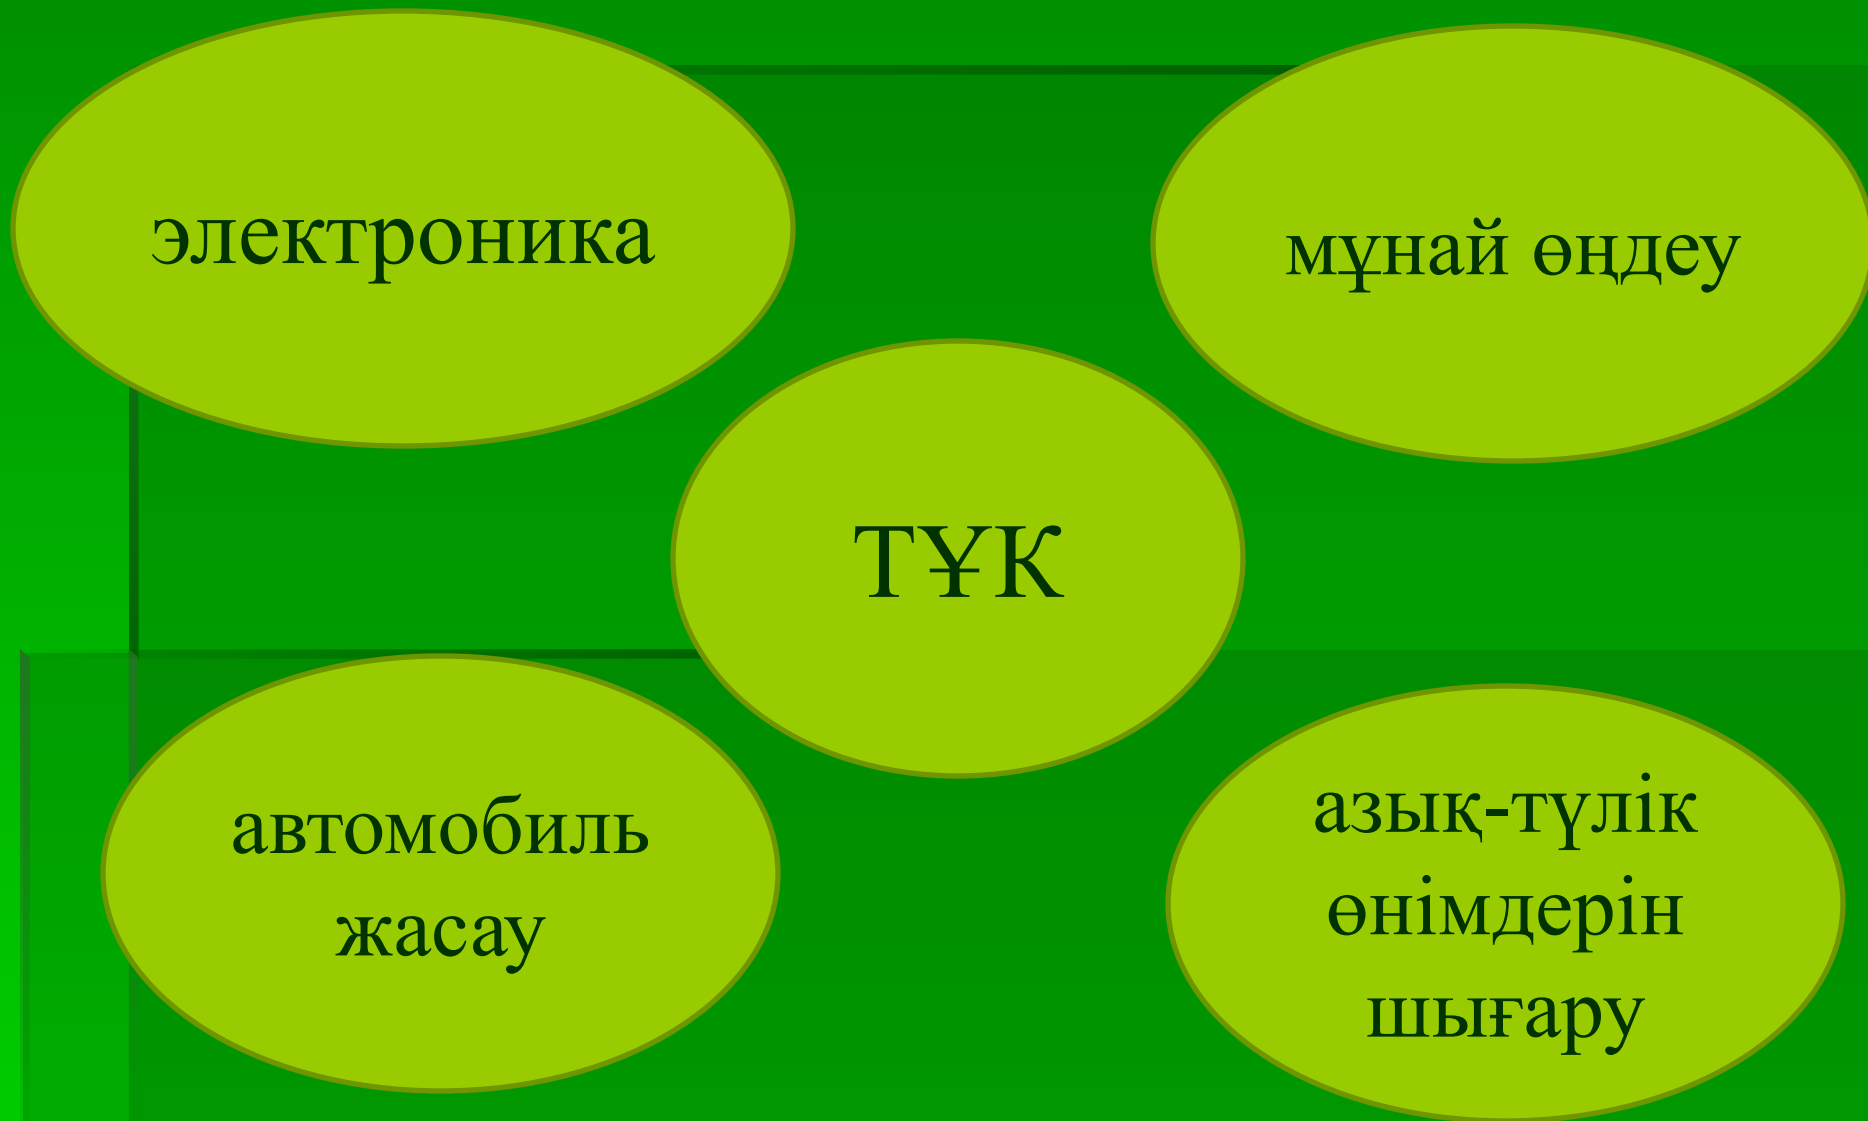 электроника
мұнай өңдеу
ТҰК
автомобиль
жасау
азық-түлік
өнімдерін
шығару